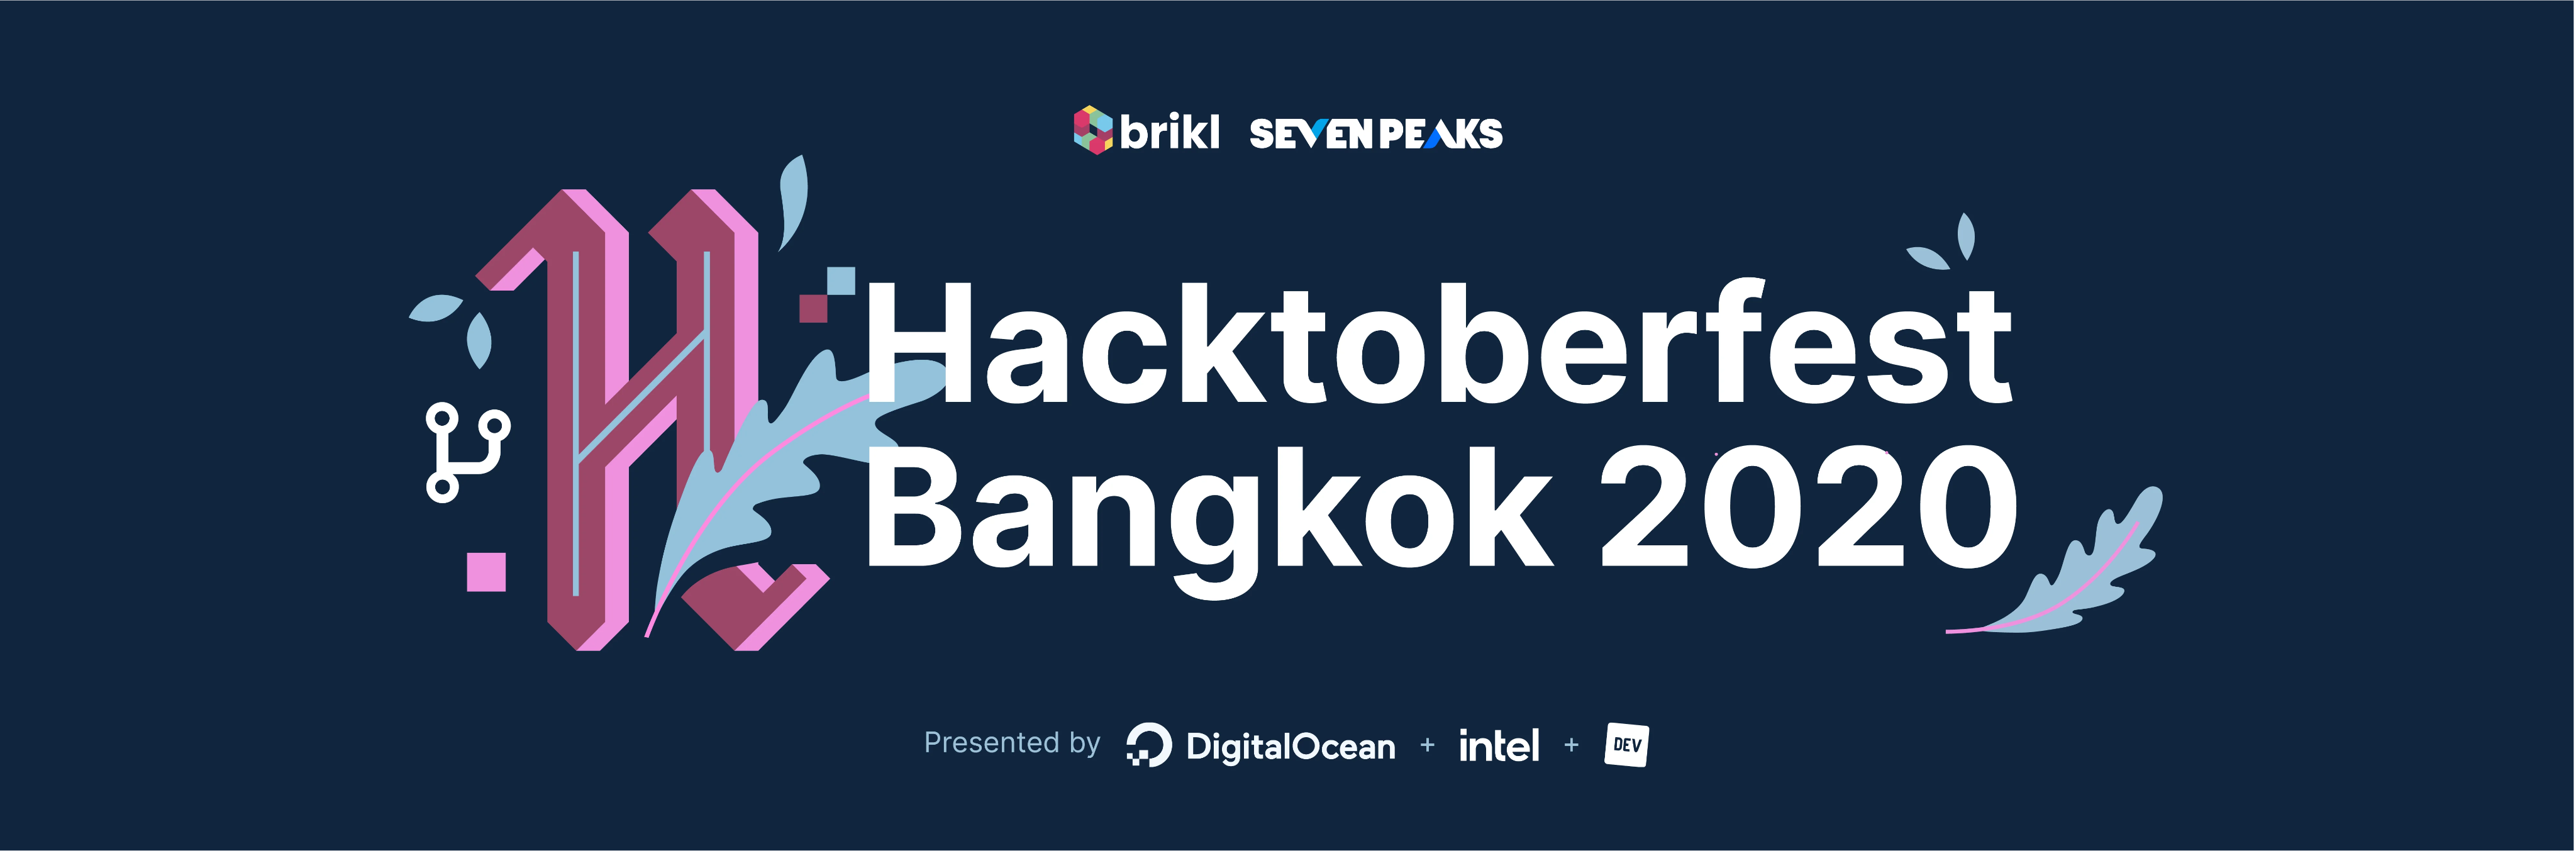 brikl SEVEN PEAKS
Hacktoberfest
Bangkok 2020
Presented by DigitalOcean + intel + DEV